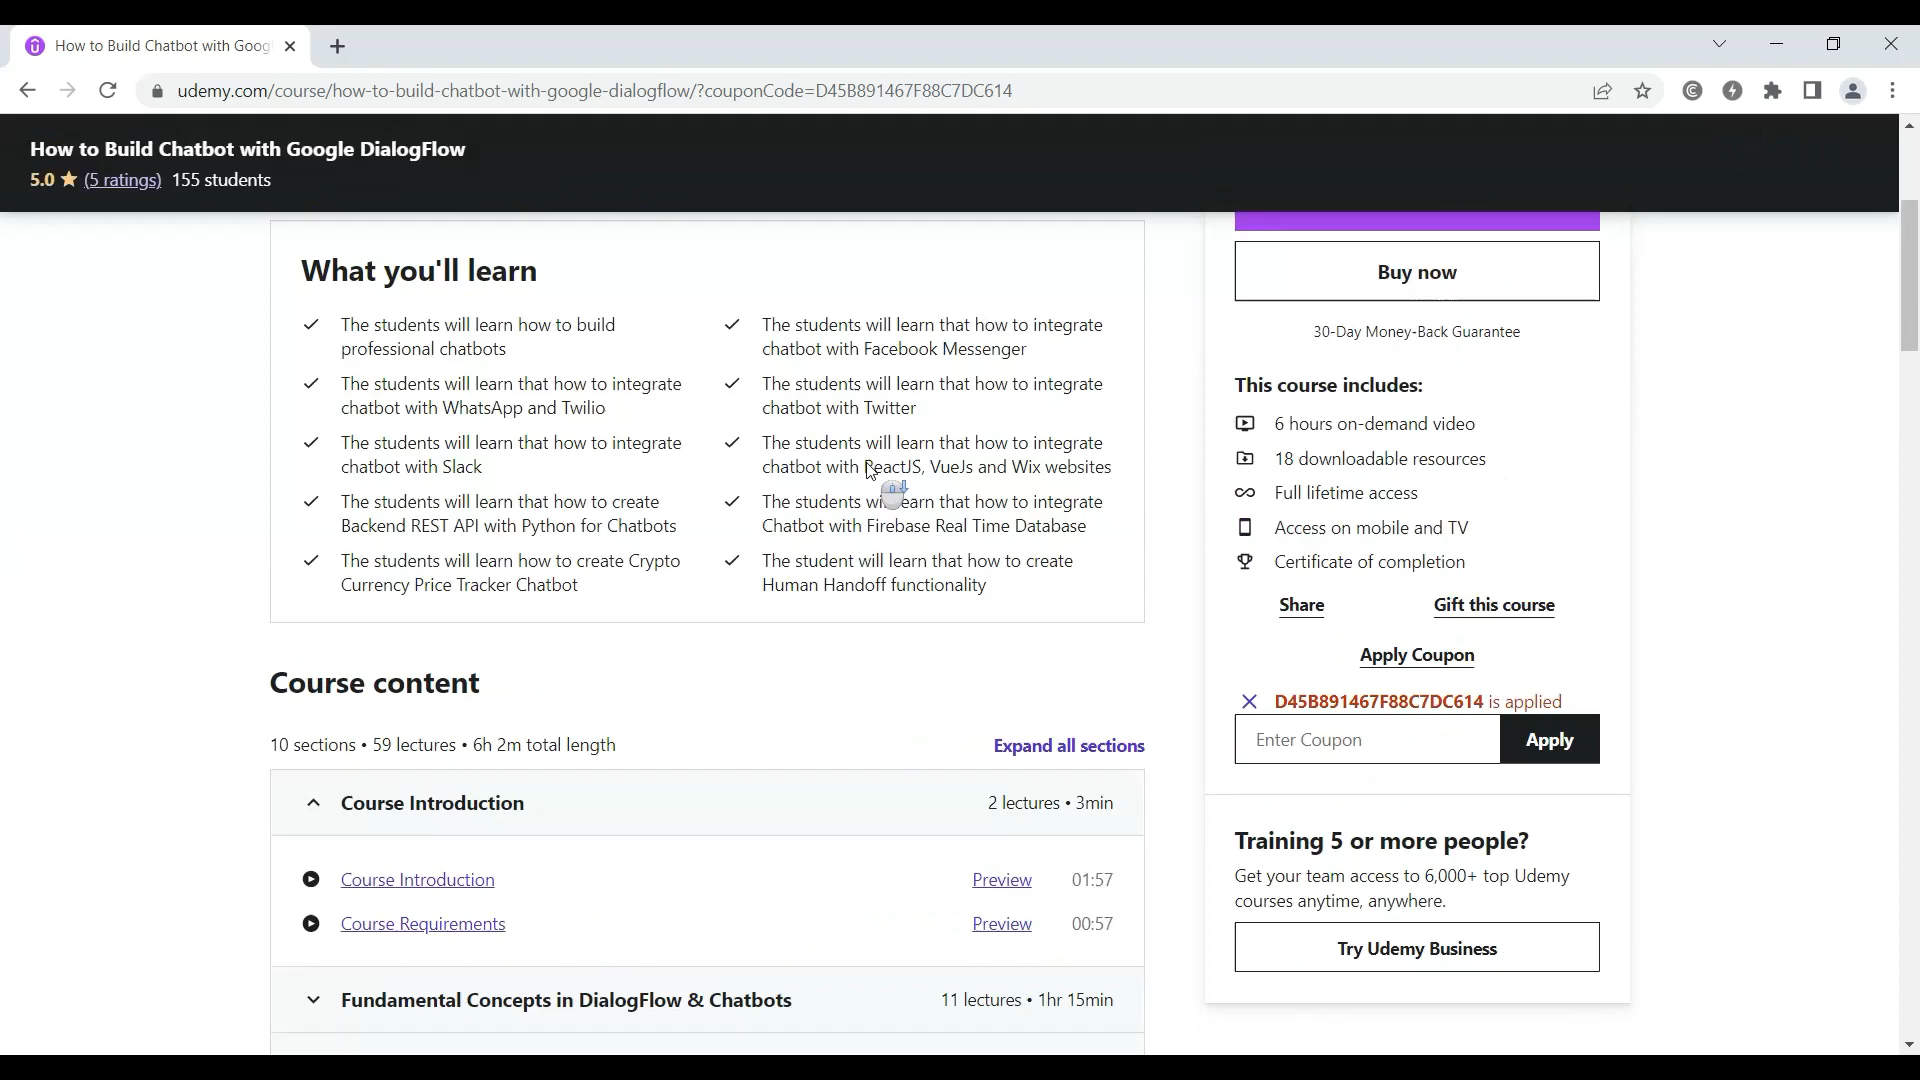 How to Build Chatbot with Goog
udemy.com/course/how-to-build-chatbot-with-google-dialogflow/?couponCode=D45B891467F88C7DC614
How to Build Chatbot with Google DialogFlow
5.0 (5 ratings) 155 students
What you'll learn
The students will learn how to build
professional chatbots
The students will learn that how to integrate
chatbot with WhatsApp and Twilio
The students will learn that how to integrate
chatbot with Slack
The students will learn that how to create
Backend REST API with Python for Chatbots
The students will learn how to create Crypto
Currency Price Tracker Chatbot
The students will learn that how to integrate
chatbot with Facebook Messenger
The students will learn that how to integrate
chatbot with Twitter
The students will learn that how to integrate
chatbot with ReactJS, VueJs and Wix websites
The students will learn that how to integrate
Chatbot with Firebase Real Time Database
The student will learn that how to create
Human Handoff functionality
Course content
10 sections • 59 lectures • 6h 2m total length
Expand all sections
Course Introduction
2 lectures • 3min
Course Introduction
Preview
01:57
Course Requirements
Preview
00:57
Fundamental Concepts in DialogFlow & Chatbots
11 lectures • 1hr 15min
Buy now
30-Day Money-Back Guarantee
This course includes:
6 hours on-demand video
18 downloadable resources
Full lifetime access
Access on mobile and TV
Certificate of completion
Share
Gift this course
Apply Coupon
D45B891467F88C7DC614 is applied
Enter Coupon
Apply
Training 5 or more people?
Get your team access to 6,000+ top Udemy
courses anytime, anywhere.
Try Udemy Business